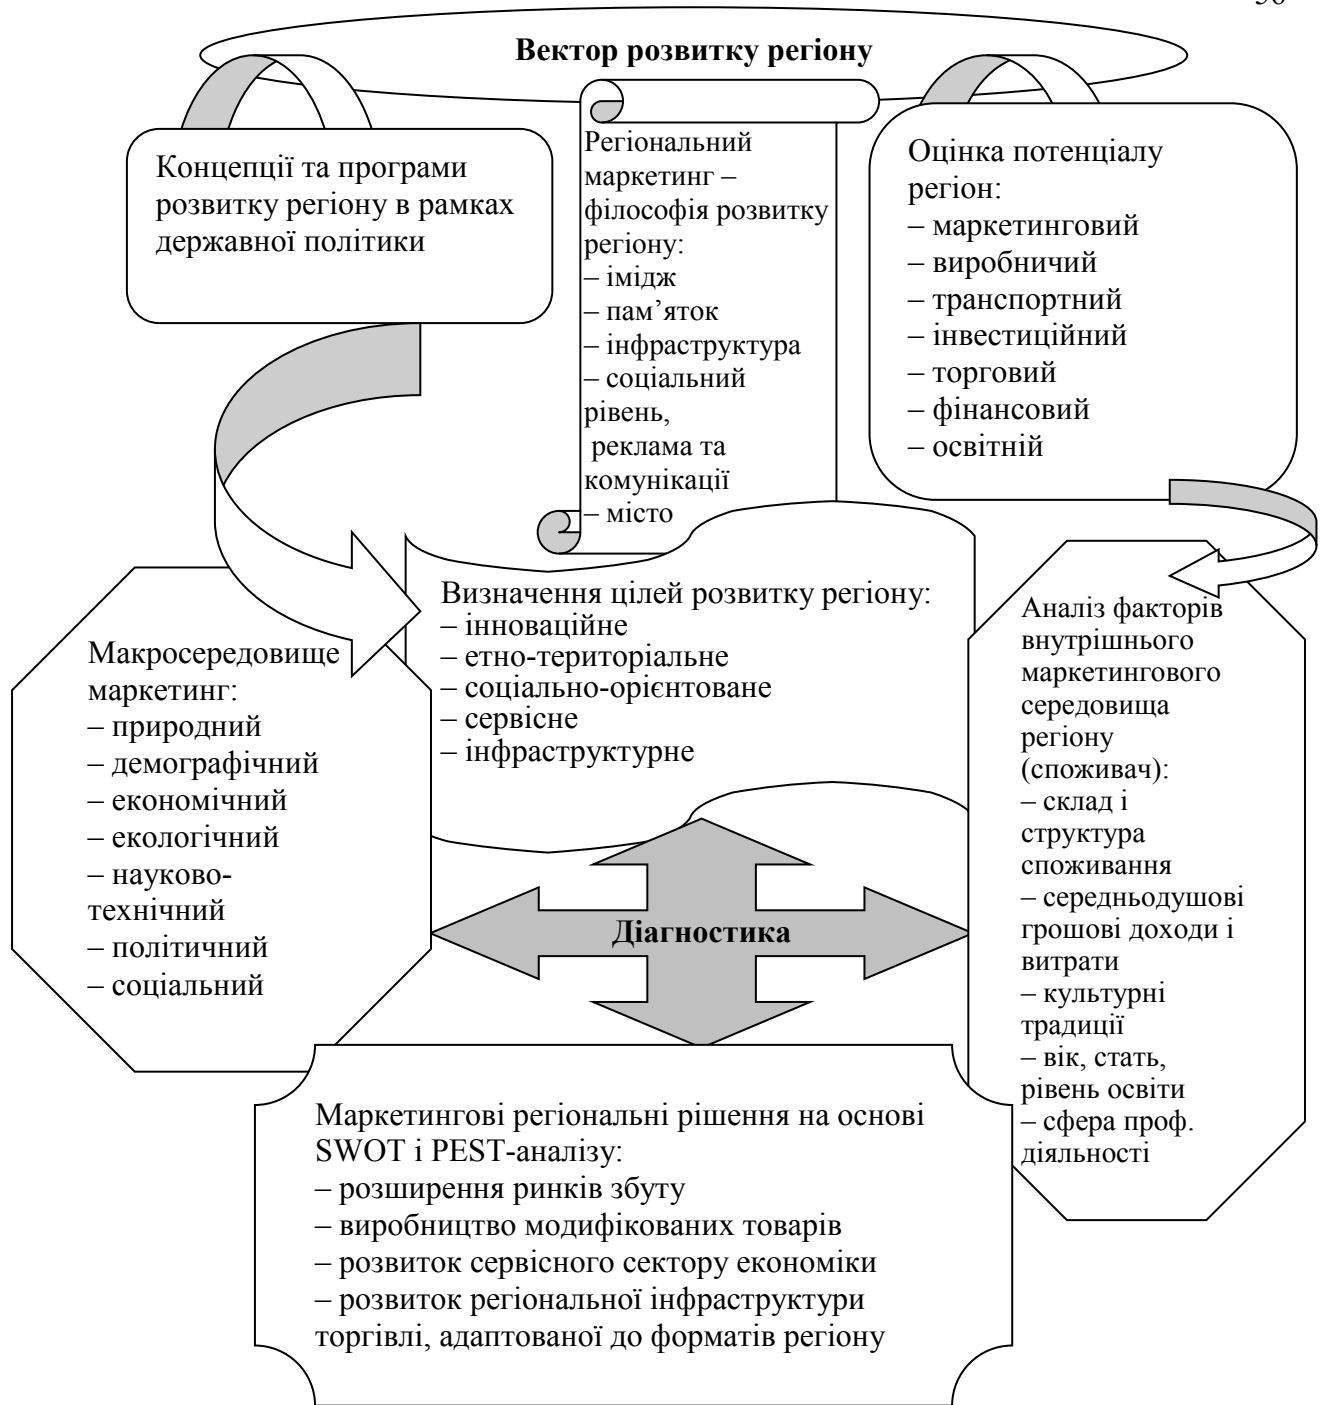 Вектор розвитку регіону
Концепції та програми
розвитку регіону в рамках
державної політики
Регіональний
маркетинг –
філософія розвитку
регіону:
– імідж
– пам’яток
– інфраструктура
– соціальний
рівень,
реклама та
комунікації
– місто
Оцінка потенціалу
регіон:
– маркетинговий
– виробничий
– транспортний
– інвестиційний
– торговий
– фінансовий
– освітній
Визначення цілей розвитку регіону:
– інноваційне
– етно-територіальне
– соціально-орієнтоване
– сервісне
– інфраструктурне
Макросередовище
маркетинг:
– природний
– демографічний
– економічний
– екологічний
– науково-
технічний
– політичний
– соціальний
Аналіз факторів
внутрішнього
маркетингового
середовища
регіону
(споживач):
– склад і
структура
споживання
– середньодушові
грошові доходи і
витрати
– культурні
традиції
– вік, стать,
рівень освіти
– сфера проф.
діяльності
Діагностика
Маркетингові регіональні рішення на основі
SWOT і PEST-аналізу:
– розширення ринків збуту
– виробництво модифікованих товарів
– розвиток сервісного сектору економіки
– розвиток регіональної інфраструктури
торгівлі, адаптованої до форматів регіону